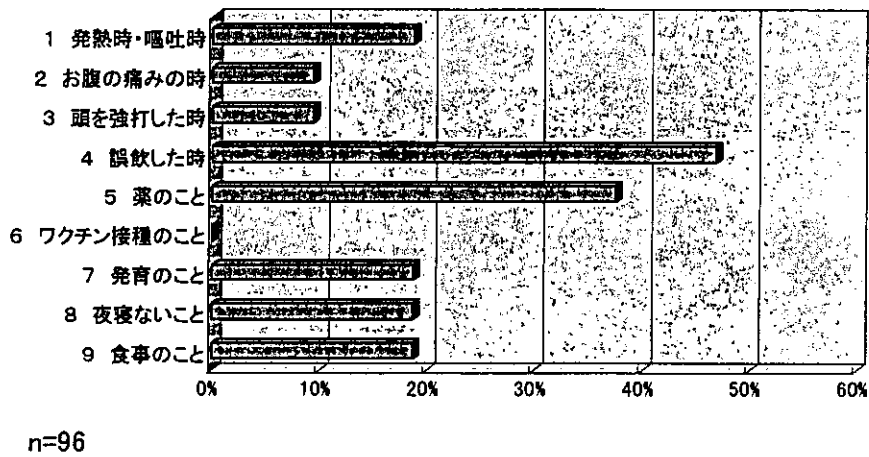 1 発熱時・嘔吐時
2 お腹の痛みの時
3 頭を強打した時
4 誤飲した時
5 薬のこと
6 ワクチン接種のこと
7 発育のこと
8 夜寝ないこと
9 食事のこと
0% 10% 20% 30% 40% 50% 60%
n=96